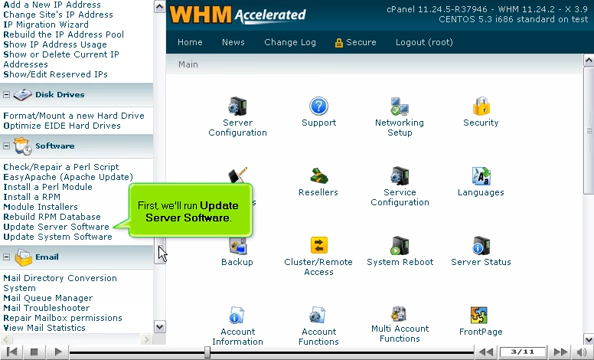 Add a New IP Address
Change Site's IP Address
IP Migration Wizard
Rebuild the IP Address Pool
Show IP Address Usage
Show or Delete Current IP
Addresses
Show/Edit Reserved IPs
Disk Drives
Format/Mount a new Hard Drive
Optimize EIDE Hard Drives
Software
Check/Repair a Perl Script
EasyApache (Apache Update)
Install a Perl Module
Install a RPM
Module Installers
Rebuild RPM Database
Update Server Software
Update System Software
Email
Mail Directory Conversion
System
Mail Queue Manager
Mail Troubleshooter
Repair Mailbox permissions
View Mail Statistics
WHM Accelerated
cPanel 11.24.5-R37946 - WHM 11.24.2 - X 3.9
CENTOS 5.3 i686 standard on test
Home News Change Log Secure Logout (root)
Main
Server
Configuration
Support
Networking
Setup
Security
Resellers
Service
Configuration
Languages
First, we'll run Update
Server Software.
Backup
Cluster/Remote
Access
System Reboot
Server Status
Account
Information
Account
Functions
Multi Account
Functions
FrontPage
3/11